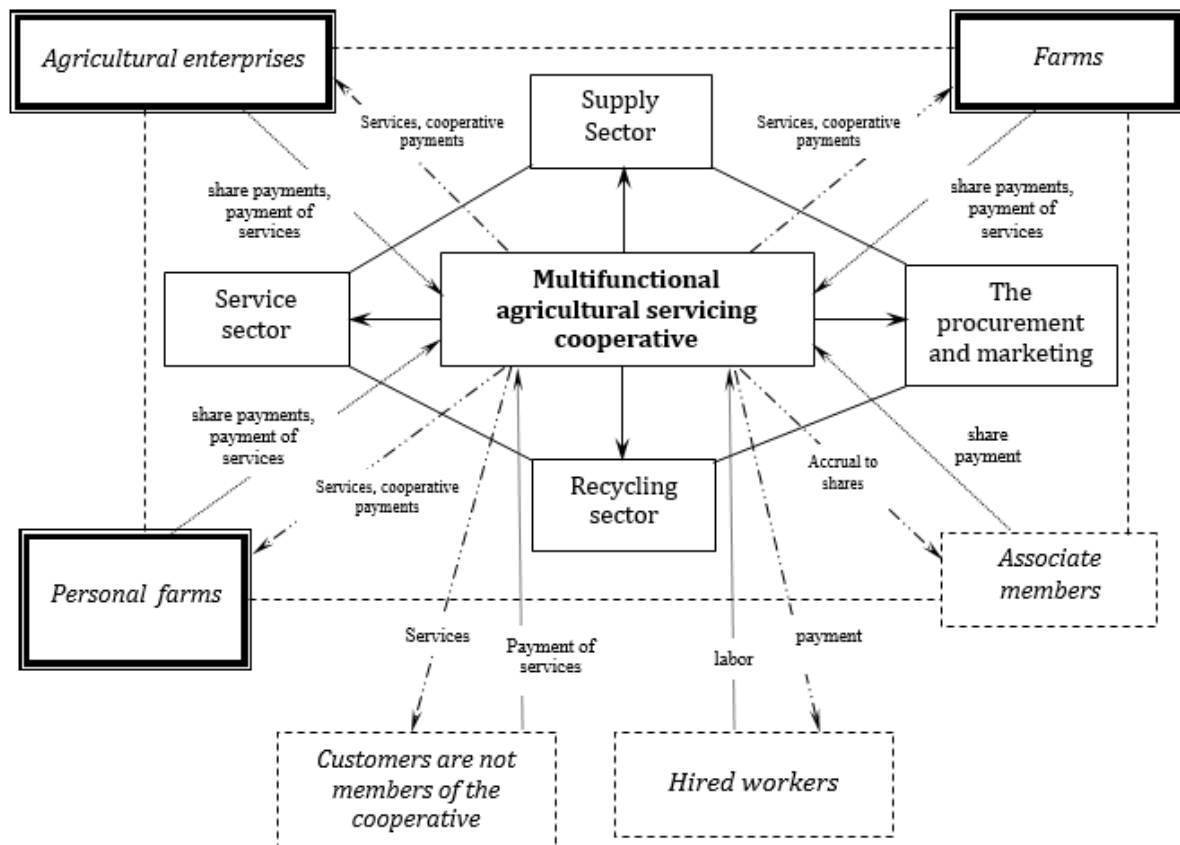 Agricultural enterprises
Farms
Supply
Sector
Services, cooperative
payments
Services, cooperative
payments
share payments,
payment of
services
share payments,
payment of
services
Service
sector
Multifunctional
agricultural servicing
cooperative
The
procurement
and marketing
share payments,
payment of
services
Services, cooperative
payments
Recycling
sector
Accrual to
shares
share
payment
Personal farms
Associate
members
Services
Payment of
services
labor
payment
Customers are not
members of the
cooperative
Hired workers